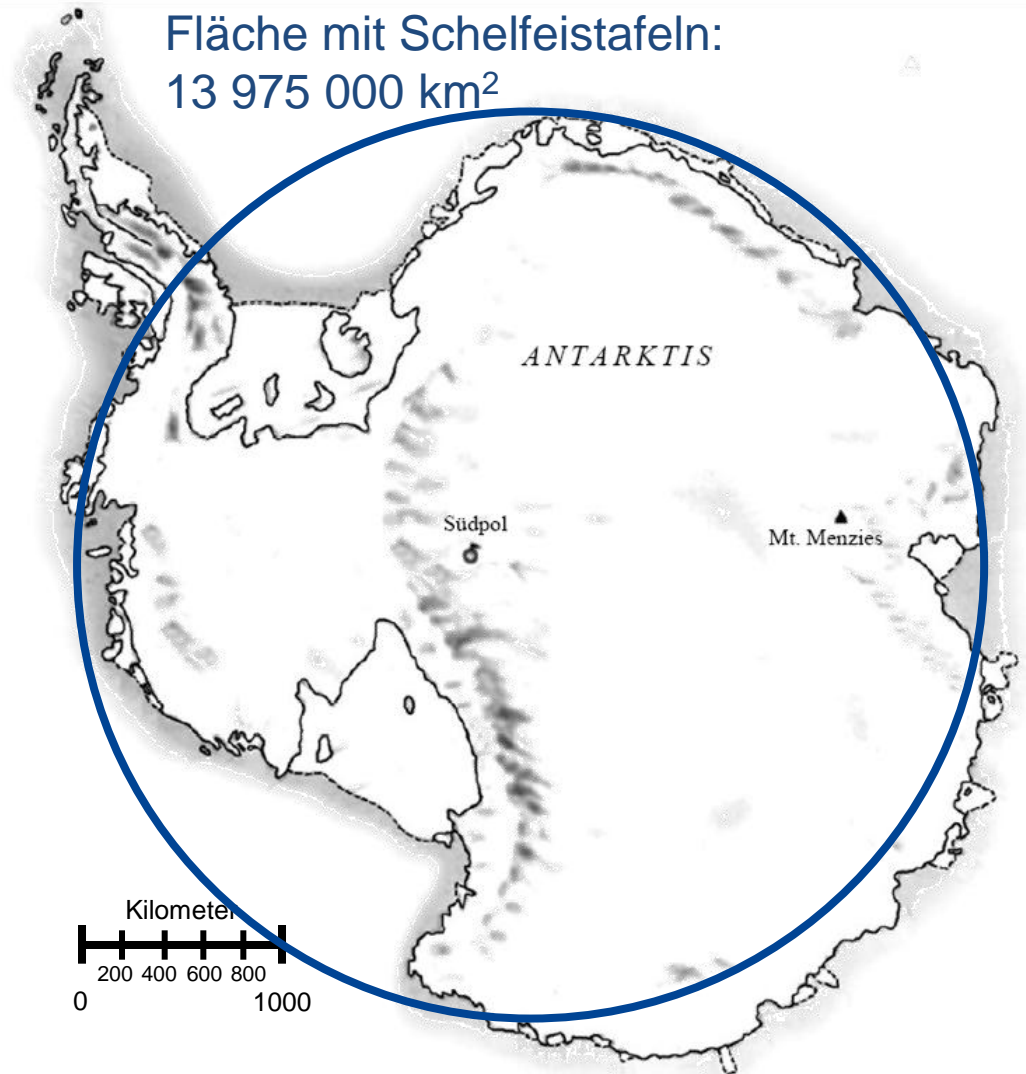 Fläche mit Schelfeistafeln:
13 975 000 km²
ANTARKTIS
Südpol
Mt. Menzies
Kilometer
200 400 600 800
0 1000